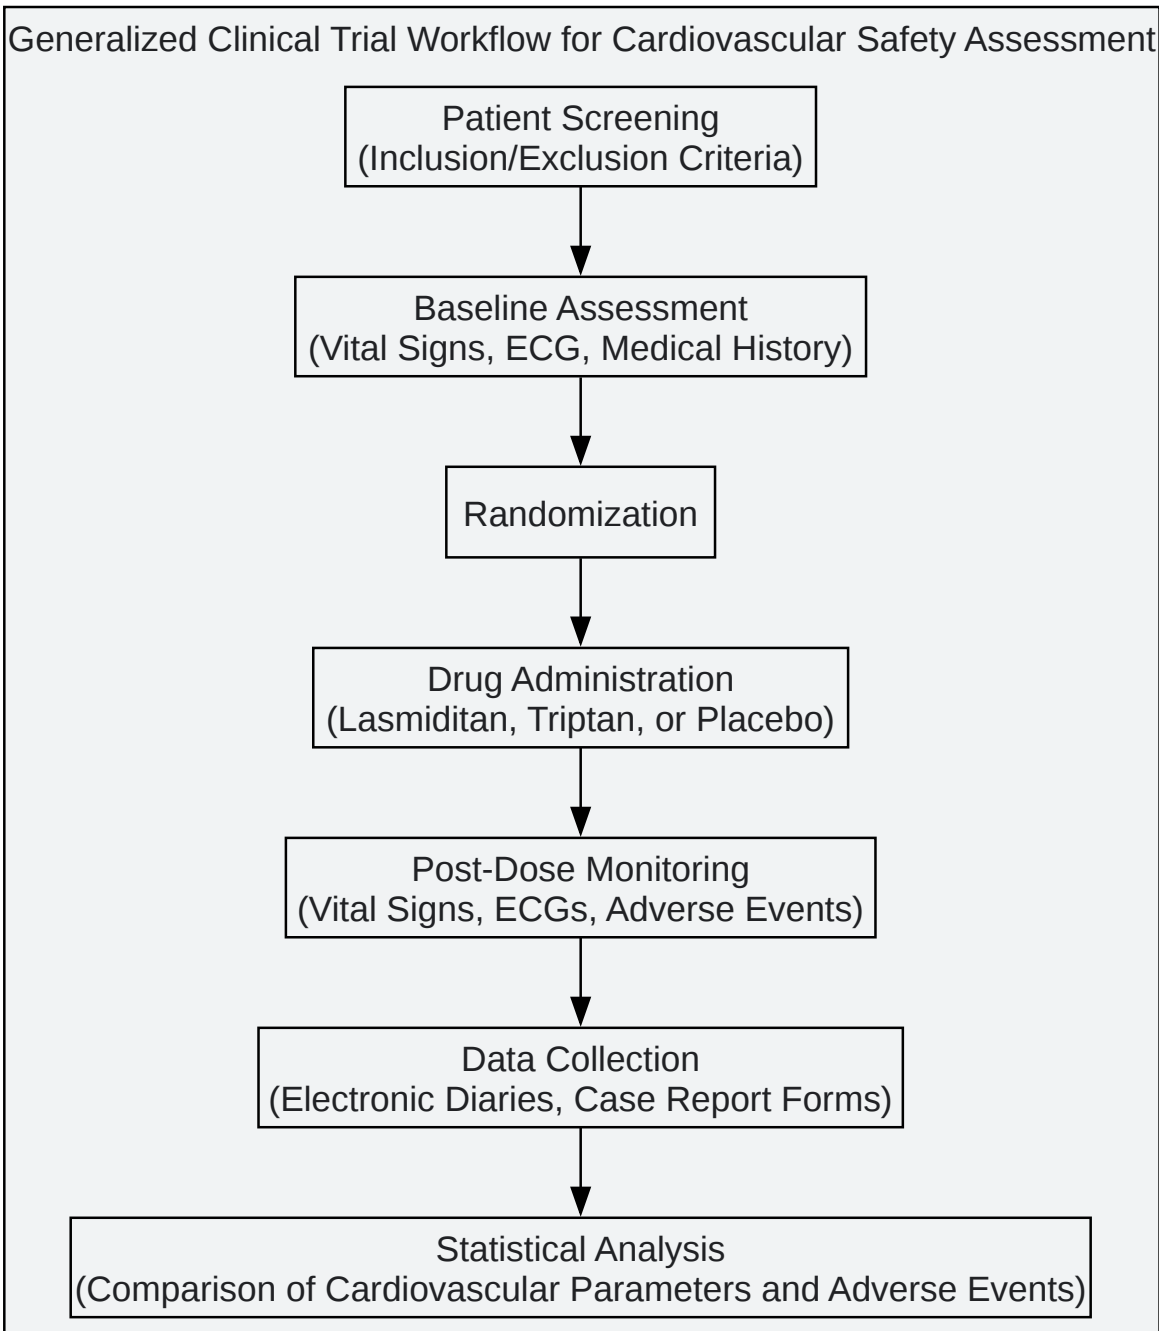 Generalized Clinical Trial Workflow for Cardiovascular Safety Assessment
Patient Screening
(Inclusion/Exclusion Criteria)
Baseline Assessment
(Vital Signs, ECG, Medical History)
Randomization
Drug Administration
(Lasmiditan, Triptan, or Placebo)
Post-Dose Monitoring
(Vital Signs, ECGs, Adverse Events)
Data Collection
(Electronic Diaries, Case Report Forms)
Statistical Analysis
(Comparison of Cardiovascular Parameters and Adverse Events)